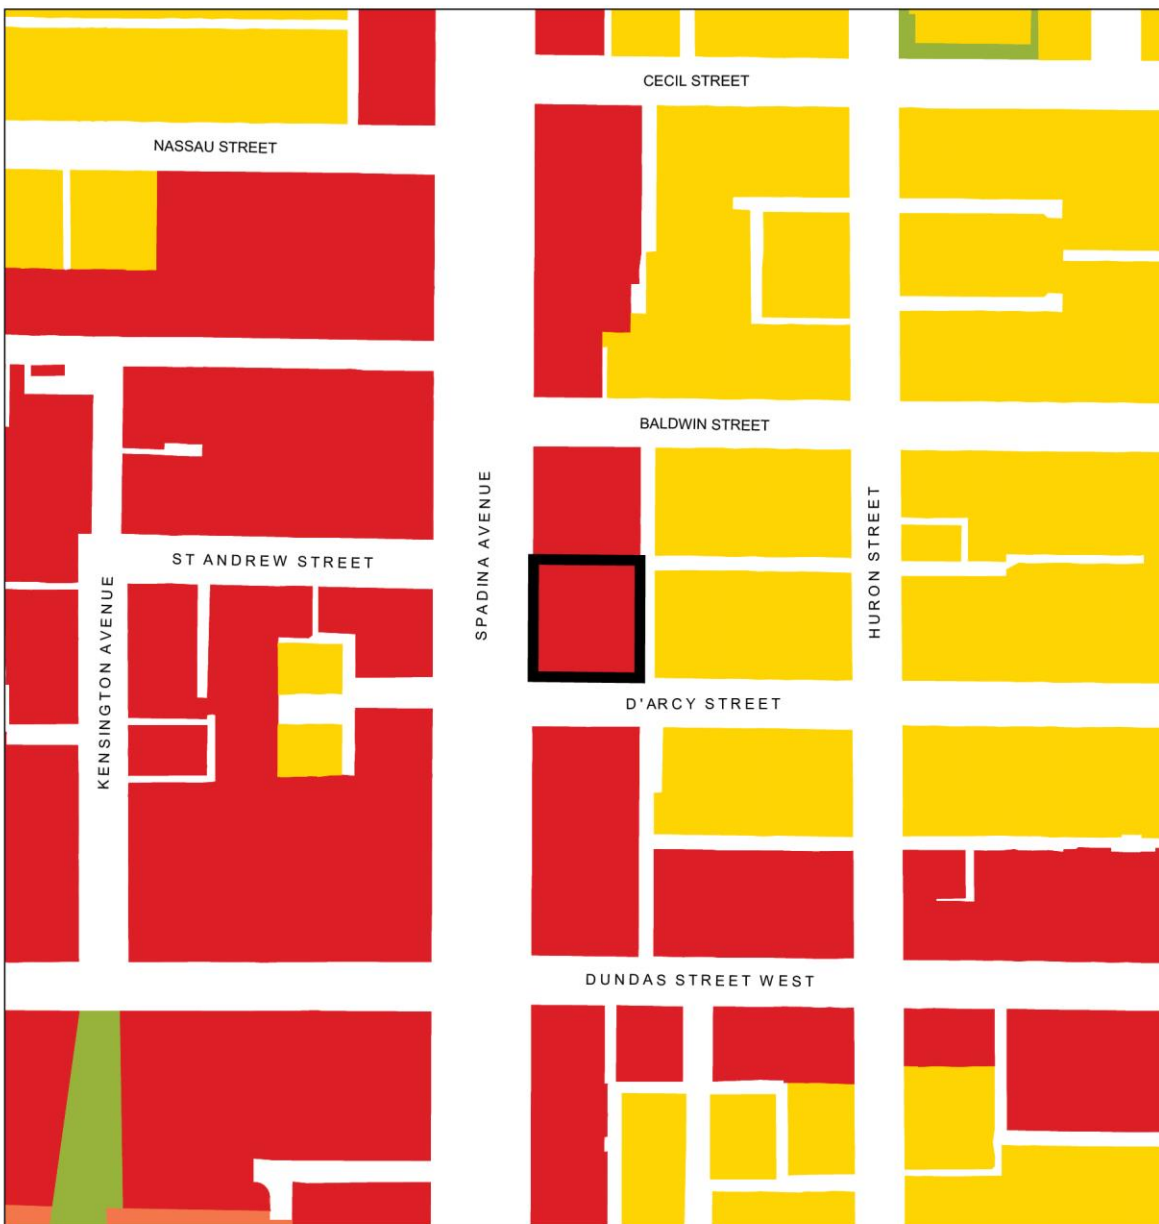 CECIL STREET
NASSAU STREET
BALDWIN STREET
ST ANDREW STREET
SPADINA AVENUE
HURON STREET
KENSINGTON AVENUE
D'ARCY STREET
DUNDAS STREET WEST